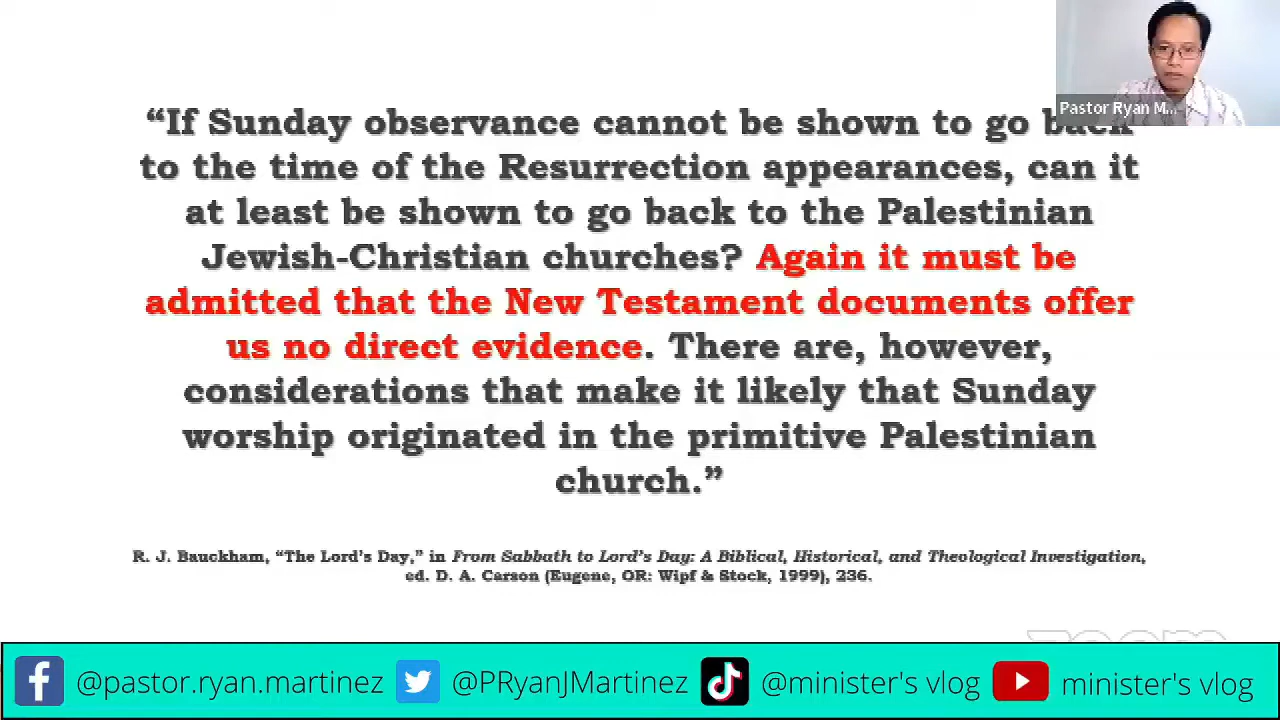 “If Sunday observance cannot be shown to go back
to the time of the Resurrection appearances, can it
at least be shown to go back to the Palestinian
Jewish-Christian churches? Again it must be
admitted that the New Testament documents offer
us no direct evidence. There are, however,
considerations that make it likely that Sunday
worship originated in the primitive Palestinian
church.”
R. J. Bauckham, “The Lord’s Day,” in From Sabbath to Lord’s Day: A Biblical, Historical, and Theological Investigation,
ed. D. A. Carson (Eugene, OR: Wipf & Stock, 1999), 236.
Pastor Ryan M...
zoom
@pastor.ryan.martinez @PRyanJMartinez @minister's vlog minister's vlog